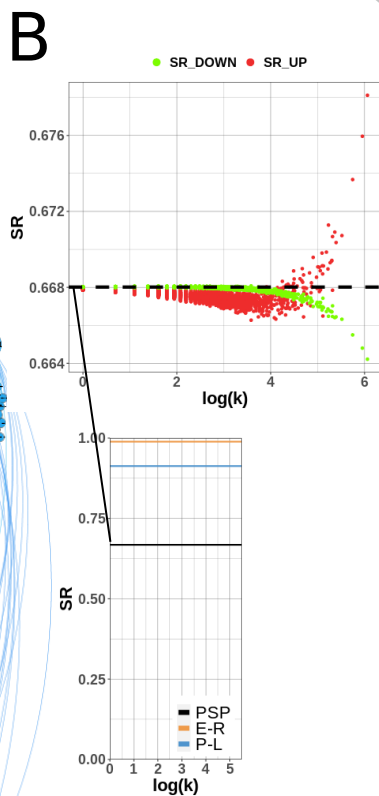 B
SR_DOWN SR_UP
0.676
0.672
0.668
0.664
SR
0 2 4 6
log(k)
1.00
0.75
0.50
0.25
0.00
SR
PSP
E-R
P-L
0 1 2 3 4 5
log(k)